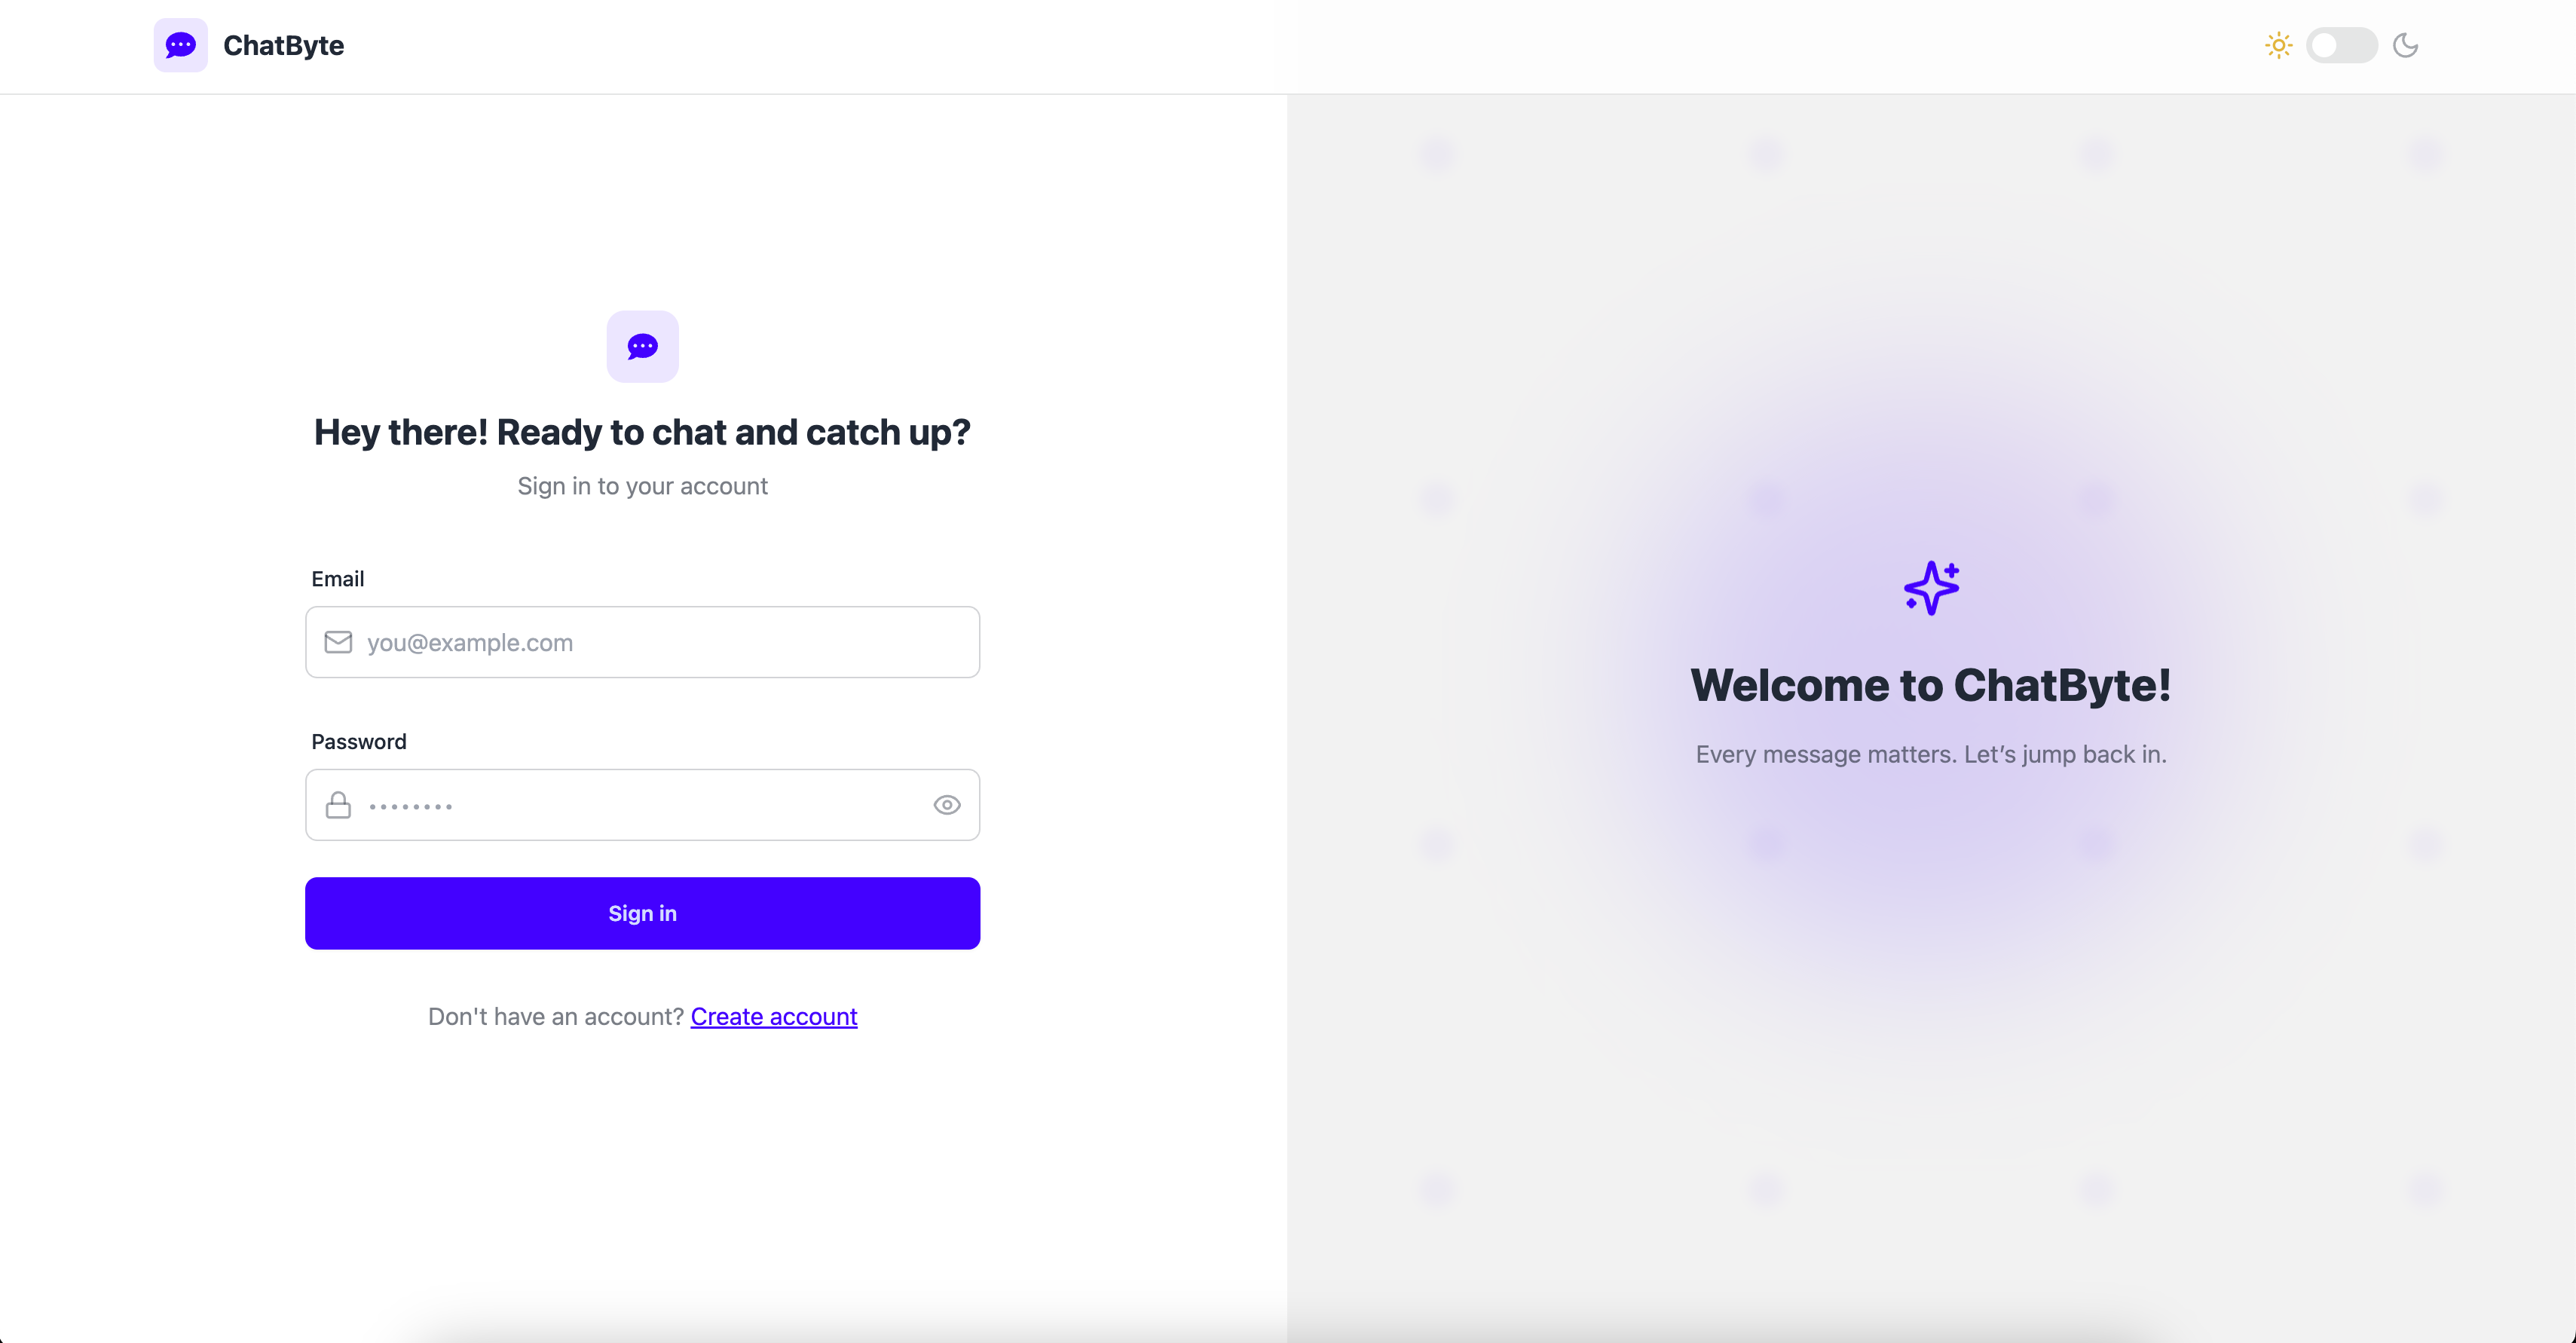 ChatByte
Hey there! Ready to chat and catch up?
Sign in to your account
Email
you@example.com
Password
••••••••
Sign in
Don't have an account? Create account
Welcome to ChatByte!
Every message matters. Let’s jump back in.